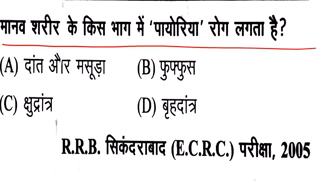 मानव शरीर के किस भाग में 'पायोरिया' रोग लगता है?
(A) दांत और मसूड़ा (B) फुफ्फुस
(C) क्षुद्रांत्र (D) बृहदांत्र
R.R.B. सिकंदराबाद (E.C.R.C.) परीक्षा, 2005